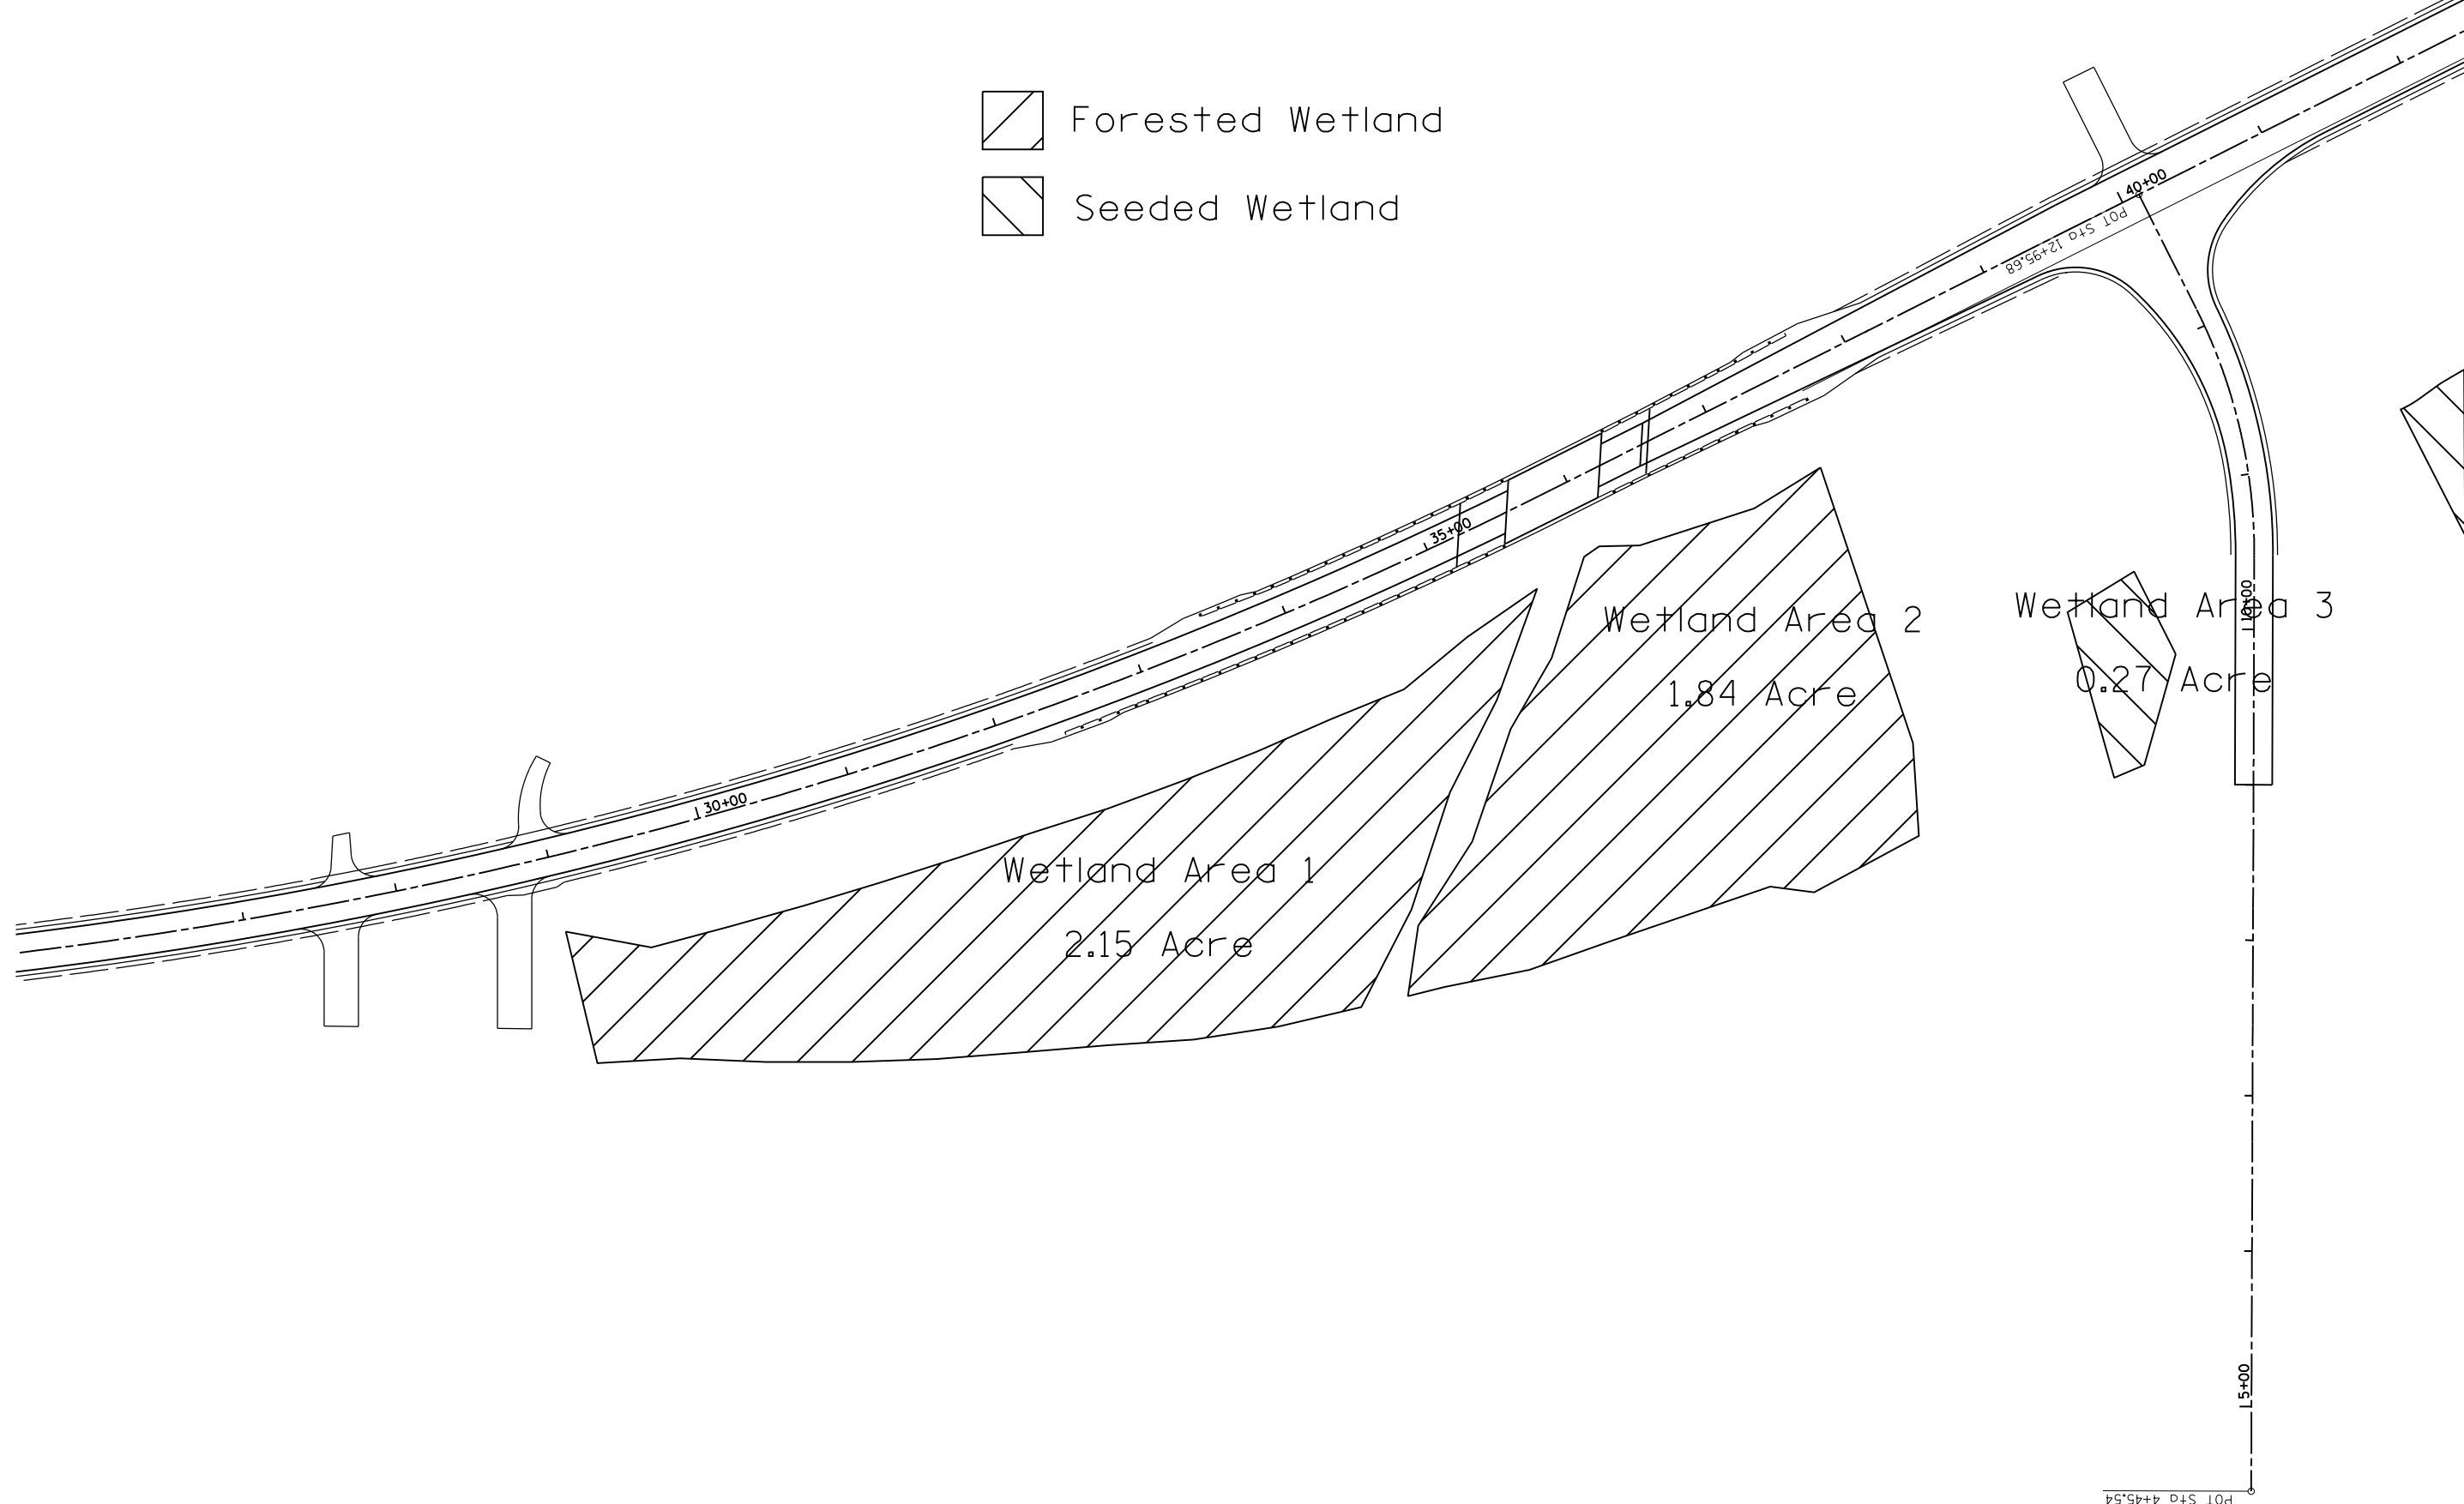 Forested Wetland
Seeded Wetland
40+00
POT Sta 12+95.68
35+00
Wetland Area 2
1.84 Acre
Wetland Area 3
0.27 Acre
10+00
30+00
Wetland Area 1
2.15 Acre
5+00
POT Sta 4+45.54